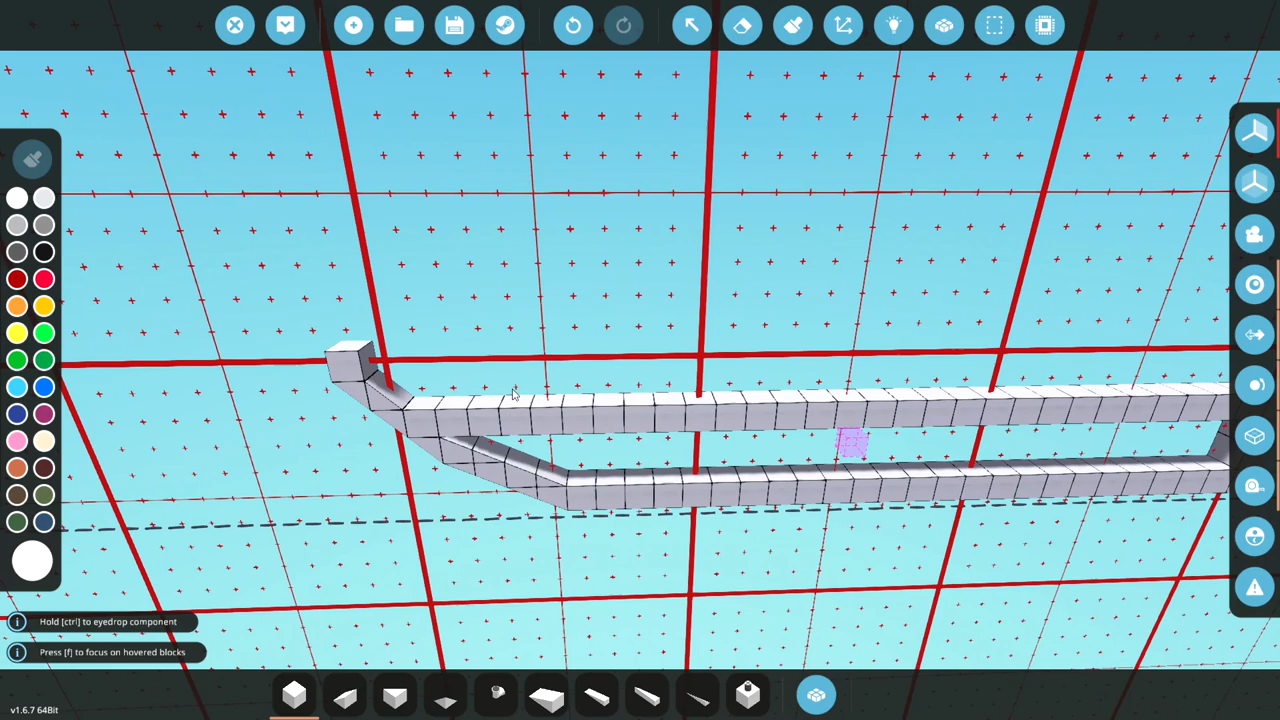 Hold [ctrl] to eyedrop component
Press [f] to focus on hovered blocks
v1.6.7 64Bit